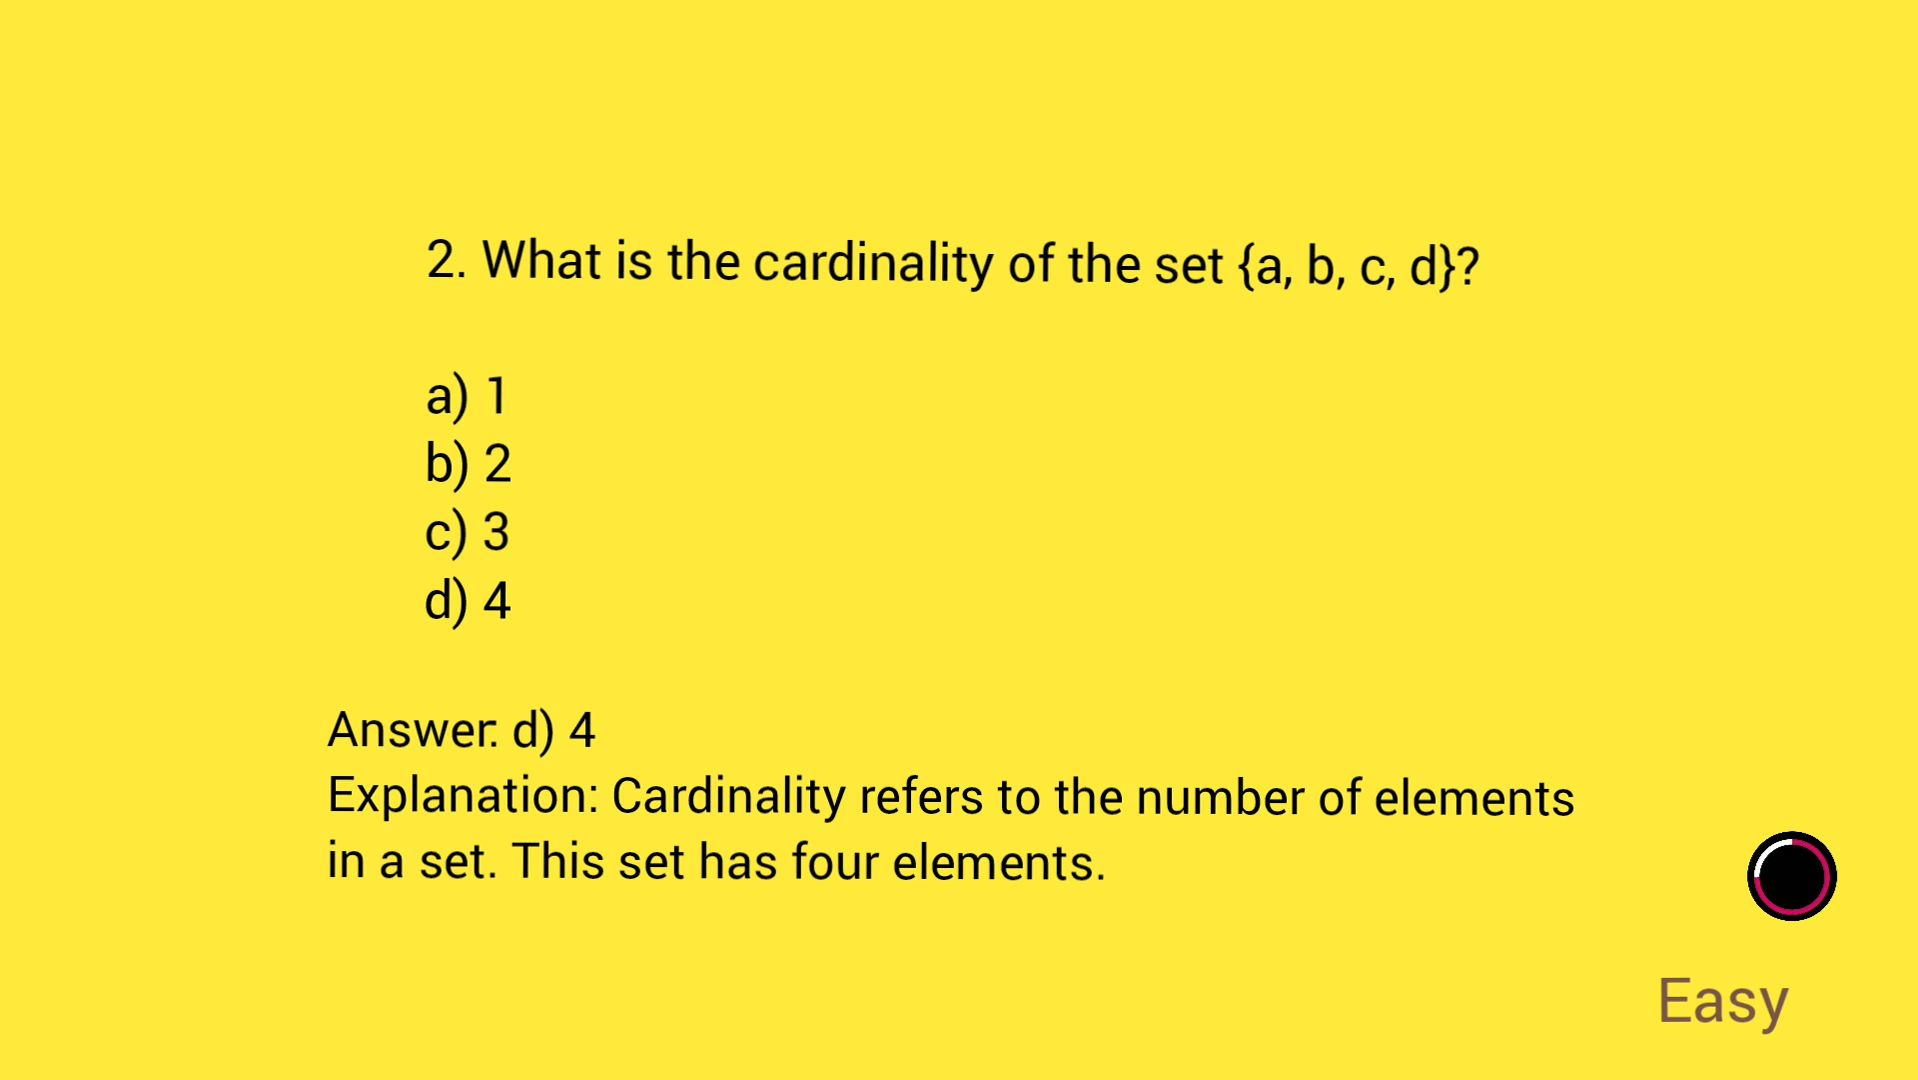 2. What is the cardinality of the set {a, b, c, d}?
a) 1
b) 2
c) 3
d) 4
Answer: d) 4
Explanation: Cardinality refers to the number of elements
in a set. This set has four elements.
Easy